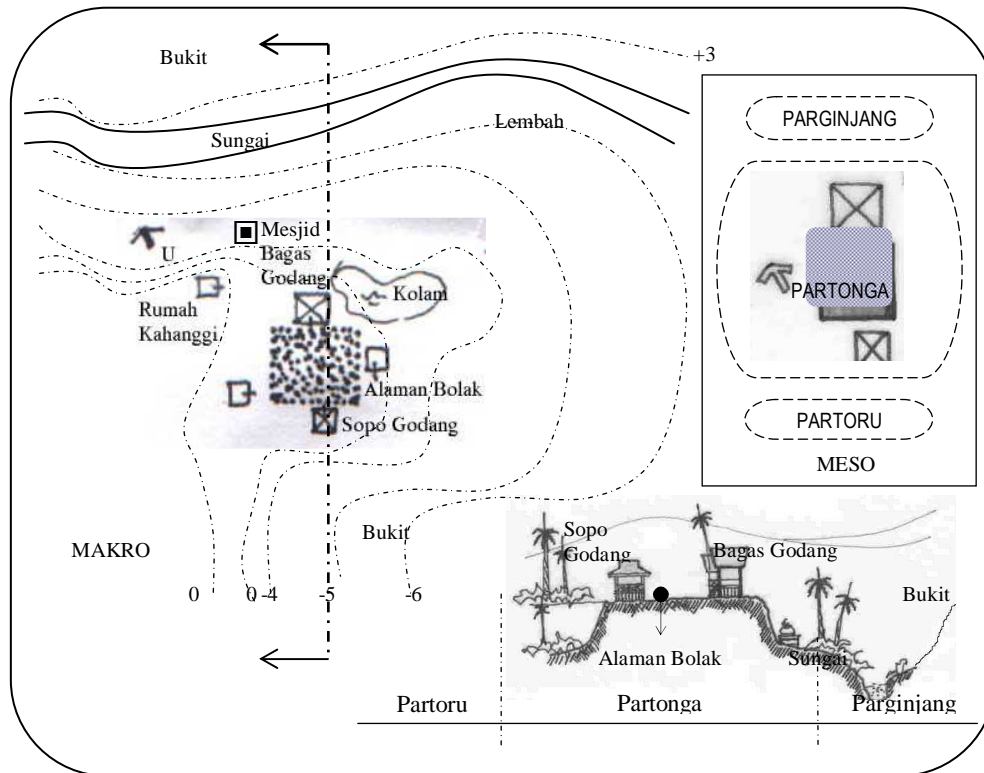 Bukit
+3
Sungai
Lembah
Mesjid
Bagas
Godang
U
Kolam
Rumah
Kahanggi
Alaman Bolak
Sopo Godang
MAKRO
Bukit
0
0
-4
-5
-6
PARGINJANG
PARTONGA
PARTORU
MESO
Sopo
Godang
Bagas Godang
Bukit
Alaman Bolak
Sungai
Partoru
Partonga
Parginjang